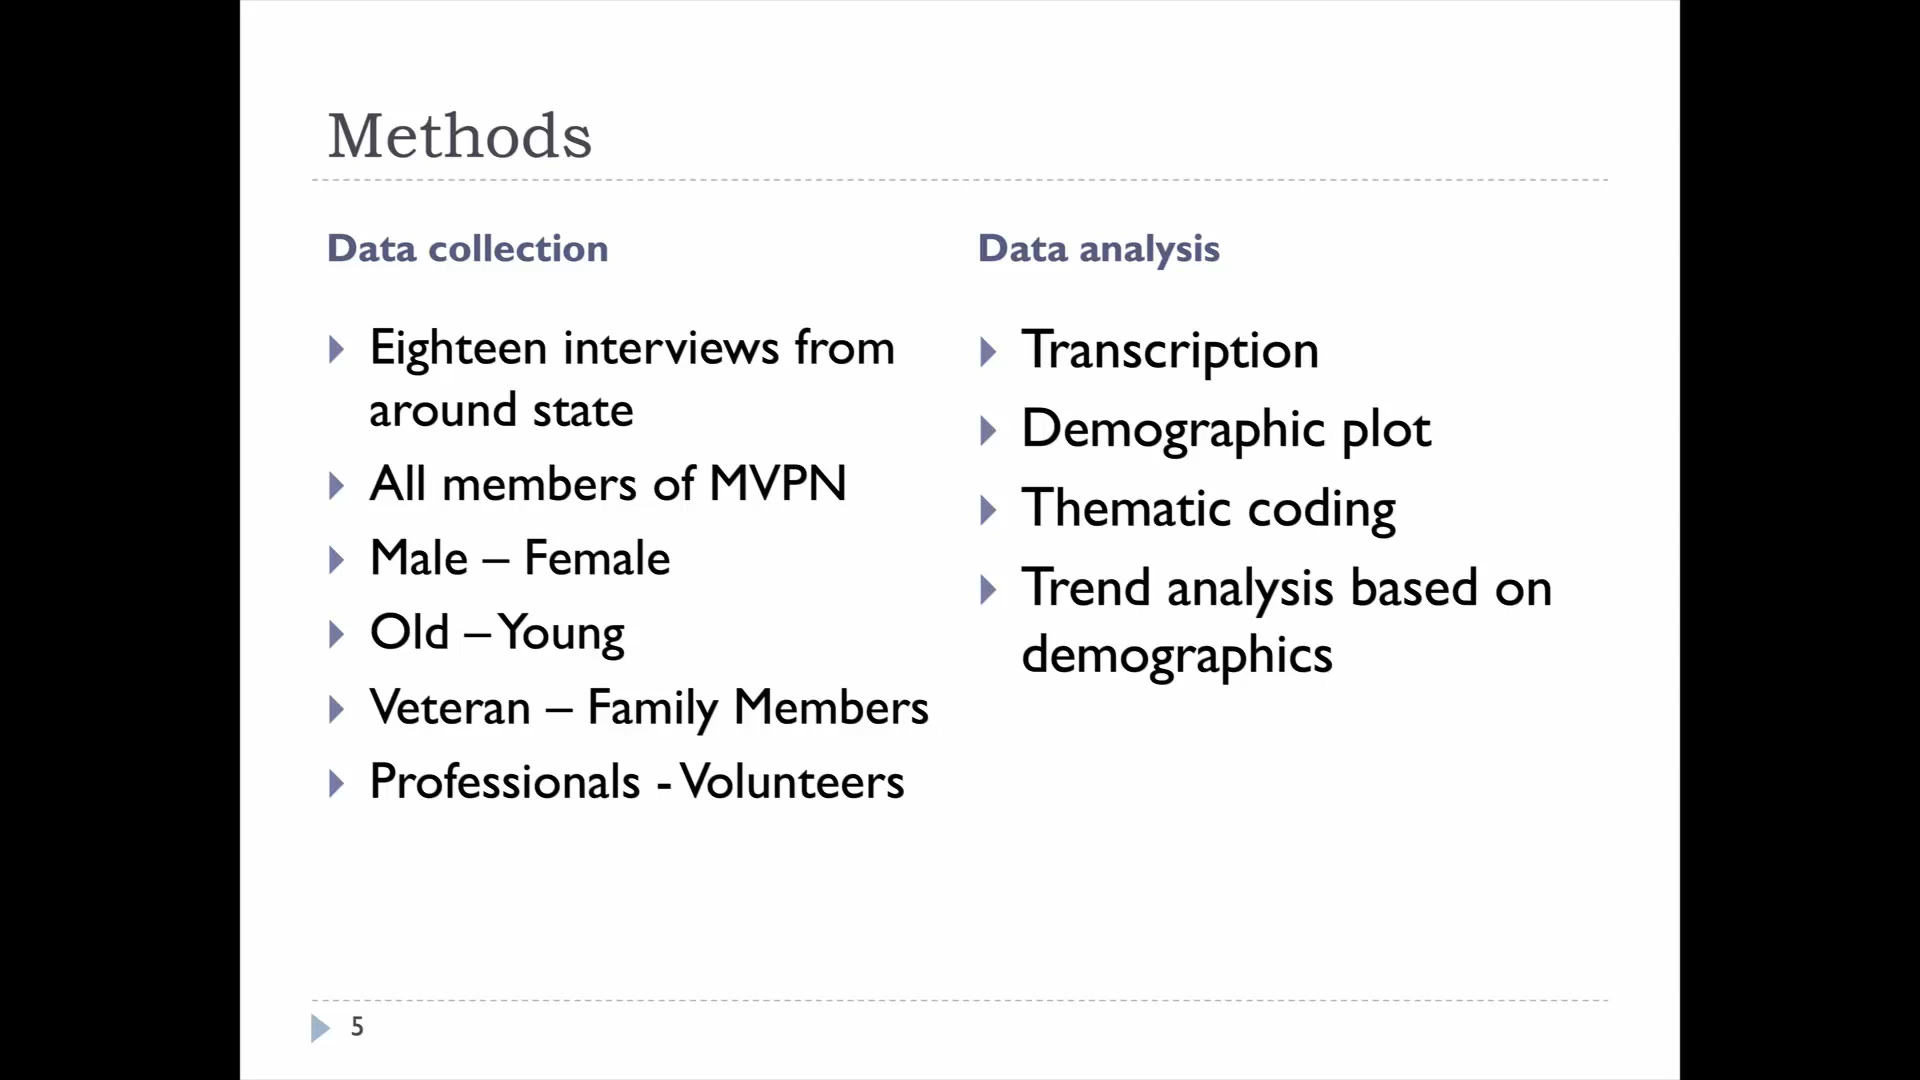 Methods
Data collection
Eighteen interviews from
around state
All members of MVPN
Male – Female
Old – Young
Veteran – Family Members
Professionals - Volunteers
Data analysis
Transcription
Demographic plot
Thematic coding
Trend analysis based on
demographics
5